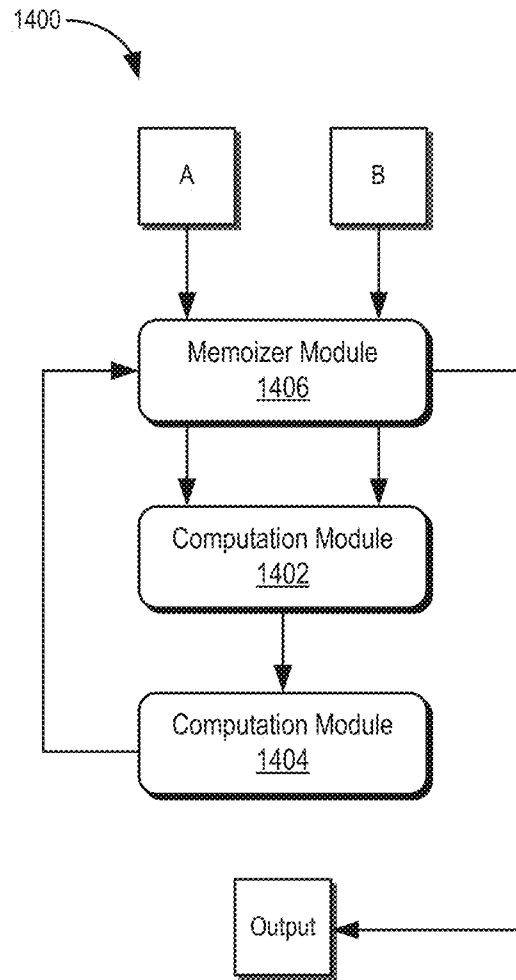 1400
A
B
Memoizer Module
1406
Computation Module
1402
Computation Module
1404
Output